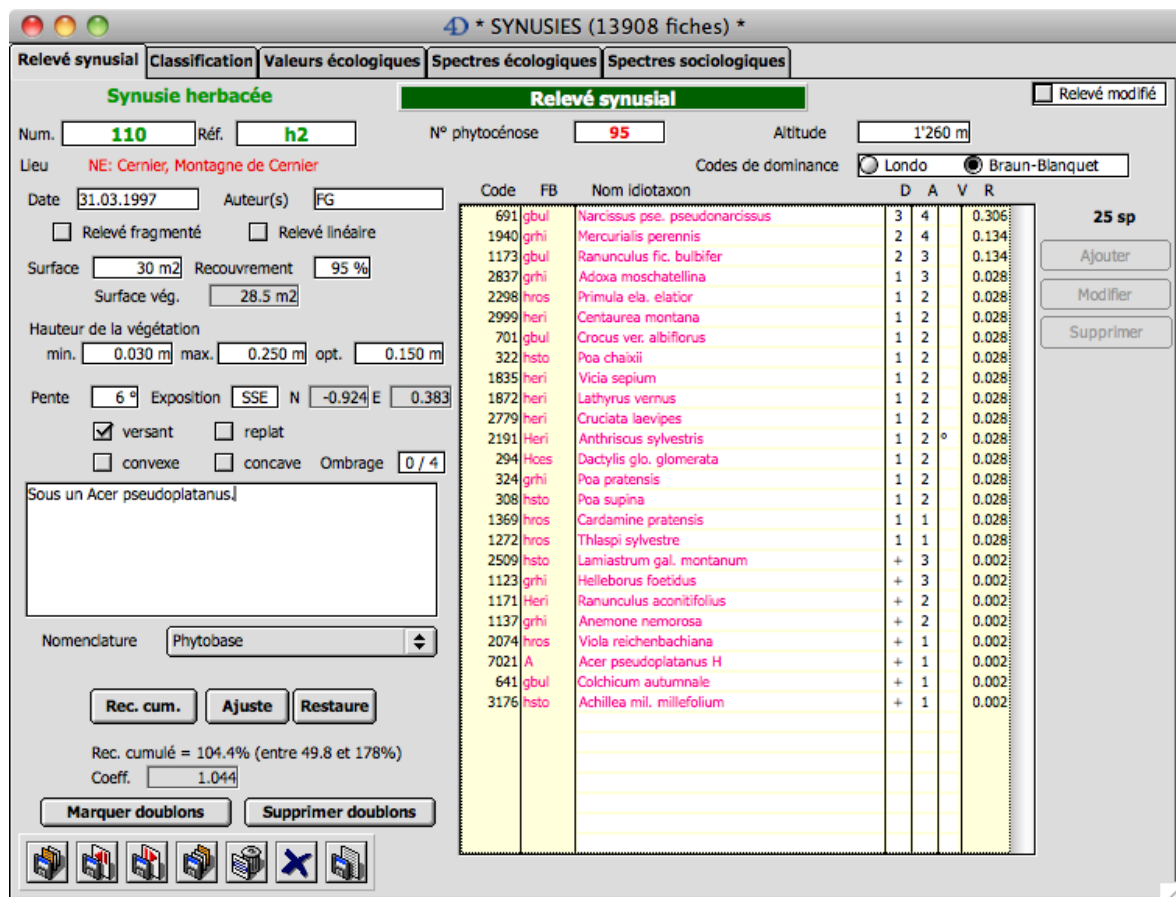 * SYNUSIES (13908 fiches) *
Relevé synusial Classification Valeurs écologiques Spectres écologiques Spectres sociologiques
Synusie herbacée Relevé synusial Relevé modifié
Num. 110 Réf. h2 N° phytocénose 95 Altitude 1'260 m
Lieu NE: Cernier, Montagne de Cernier Codes de dominance Londo Braun-Blanquet
Date 31.03.1997 Auteur(s) FG
Relevé fragmenté Relevé linéaire
Surface 30 m2 Recouvrement 95 %
Surface vég. 28.5 m2
Hauteur de la végétation
min. 0.030 m max. 0.250 m opt. 0.150 m
Pente 6 º Exposition SSE N -0.924 E 0.383
versant replat
convexe concave Ombrage 0 / 4
Sous un Acer pseudoplatanus.
Nomenclature Phytobase
Rec. cum. Ajuste Restaure
Rec. cumulé = 104.4% (entre 49.8 et 178%)
Coeff. 1.044
Marquer doublons Supprimer doublons
Code FB Nom idiotaxon D A V R
691 gbul Narcissus pse. pseudonarcissus 3 4 0.306
1940 grhi Mercurialis perennis 2 4 0.134
1173 gbul Ranunculus fic. bulbifer 2 3 0.134
2837 grhi Adoxa moschatellina 1 3 0.028
2298 hros Primula ela. elatior 1 2 0.028
2999 heri Centaurea montana 1 2 0.028
701 gbul Crocus ver. albiflorus 1 2 0.028
322 hsto Poa chaixii 1 2 0.028
1835 heri Vicia sepium 1 2 0.028
1872 heri Lathyrus vernus 1 2 0.028
2779 heri Cruciata laevipes 1 2 0.028
2191 Heri Anthriscus sylvestris 1 2 º 0.028
294 Hces Dactylis glo. glomerata 1 2 0.028
324 grhi Poa pratensis 1 2 0.028
308 hsto Poa supina 1 2 0.028
1369 hros Cardamine pratensis 1 1 0.028
1272 hros Thlaspi sylvestre 1 1 0.028
2509 hsto Lamiastrum gal. montanum + 3 0.002
1123 grhi Helleborus foetidus + 3 0.002
1171 Heri Ranunculus aconitifolius + 2 0.002
1137 grhi Anemone nemorosa + 2 0.002
2074 hros Viola reichenbachiana + 1 0.002
7021 A Acer pseudoplatanus H + 1 0.002
641 gbul Colchicum autumnale + 1 0.002
3176 hsto Achillea mil. millefolium + 1 0.002
25 sp
Ajouter
Modifier
Supprimer